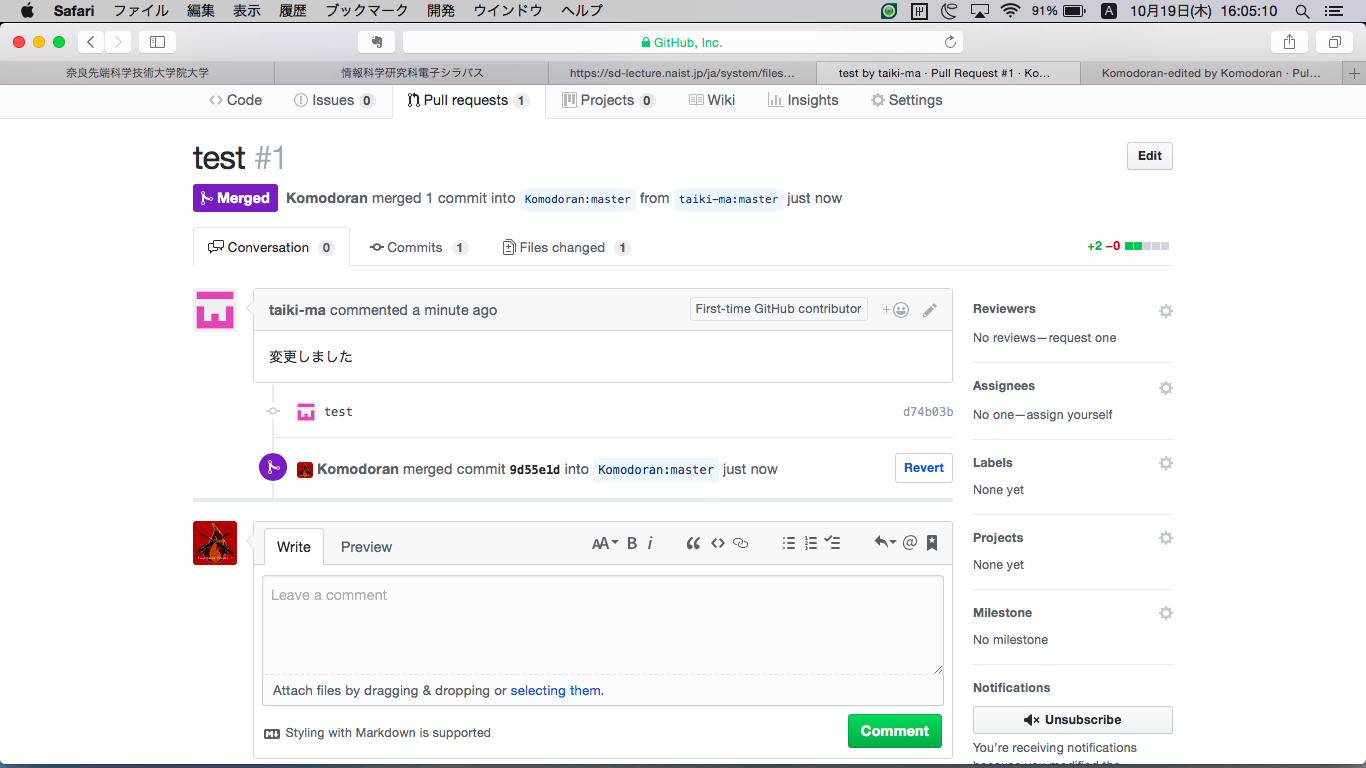 Safari ファイル 編集 表示 履歴 ブックマーク 開発 ウインドウ ヘルプ 91% A 10月19日(木) 16:05:10
GitHub, Inc.
奈良先端科学技術大学院大学 情報科学研究科電子シラバス https://sd-lecture.naist.jp/ja/system/files... test by taiki-ma · Pull Request #1 · Ko... Komodoran-edited by Komodoran · Pul...
Code Issues 0 Pull requests 1 Projects 0 Wiki Insights Settings
test #1 Edit
Merged Komodoran merged 1 commit into Komodoran:master from taiki-ma:master just now
Conversation 0 Commits 1 Files changed 1 +2 −0
taiki-ma commented a minute ago First-time GitHub contributor
変更しました
test d74b03b
Komodoran merged commit 9d55e1d into Komodoran:master just now Revert
Write Preview AA B i @
Leave a comment
Attach files by dragging & dropping or selecting them.
Styling with Markdown is supported Comment
Reviewers
No reviews—request one
Assignees
No one—assign yourself
Labels
None yet
Projects
None yet
Milestone
No milestone
Notifications
Unsubscribe
You're receiving notifications
because you modified the